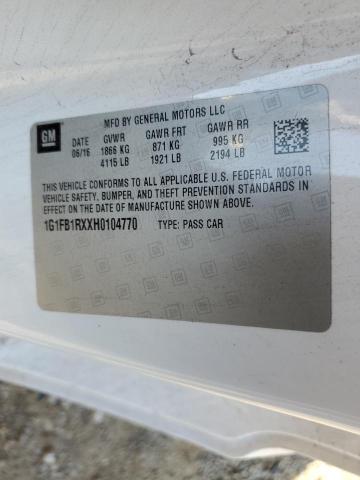 MFD BY GENERAL MOTORS LLC
GM
DATE GVWR GAWR FRT GAWR RR
06/16 1866 KG 871 KG 995 KG
4115 LB 1921 LB 2194 LB
THIS VEHICLE CONFORMS TO ALL APPLICABLE U.S. FEDERAL MOTOR
VEHICLE SAFETY, BUMPER, AND THEFT PREVENTION STANDARDS IN
EFFECT ON THE DATE OF MANUFACTURE SHOWN ABOVE.
1G1FB1RXXH0104770 TYPE: PASS CAR